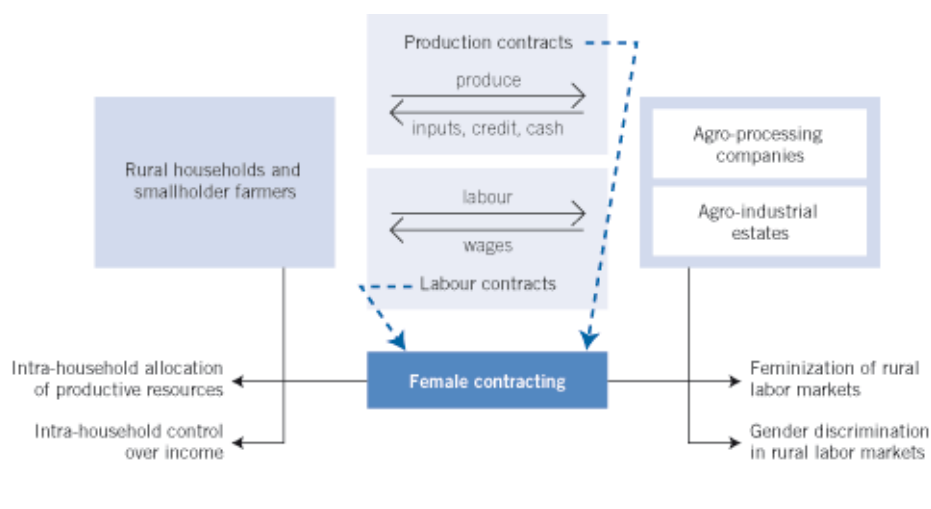 Production contracts
produce
inputs, credit, cash
Rural households and
smallholder farmers
labour
wages
Labour contracts
Agro-processing
companies
Agro-industrial
estates
Female contracting
Intra-household allocation
of productive resources
Intra-household control
over income
Feminization of rural
labor markets
Gender discrimination
in rural labor markets